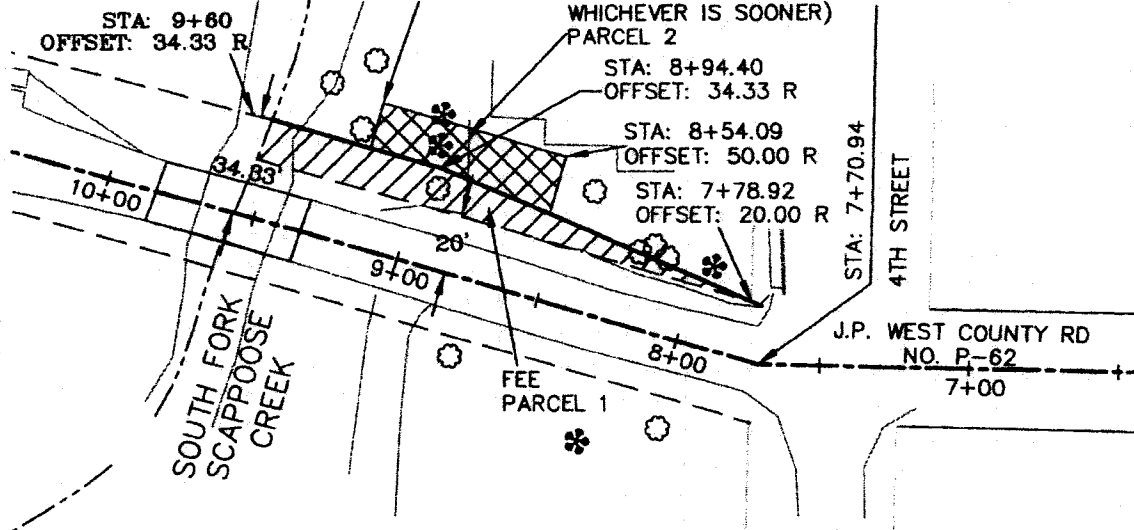 STA: 9+60
OFFSET: 34.33 R
WHICHEVER IS SOONER)
PARCEL 2
STA: 8+94.40
OFFSET: 34.33 R
STA: 8+54.09
OFFSET: 50.00 R
STA: 7+78.92
OFFSET: 20.00 R
STA: 7+70.94
4TH STREET
34.33'
10+00
20'
9+00
8+00
J.P. WEST COUNTY RD
NO. P-62
7+00
FEE
PARCEL 1
SOUTH FORK
SCAPPOOSE
CREEK